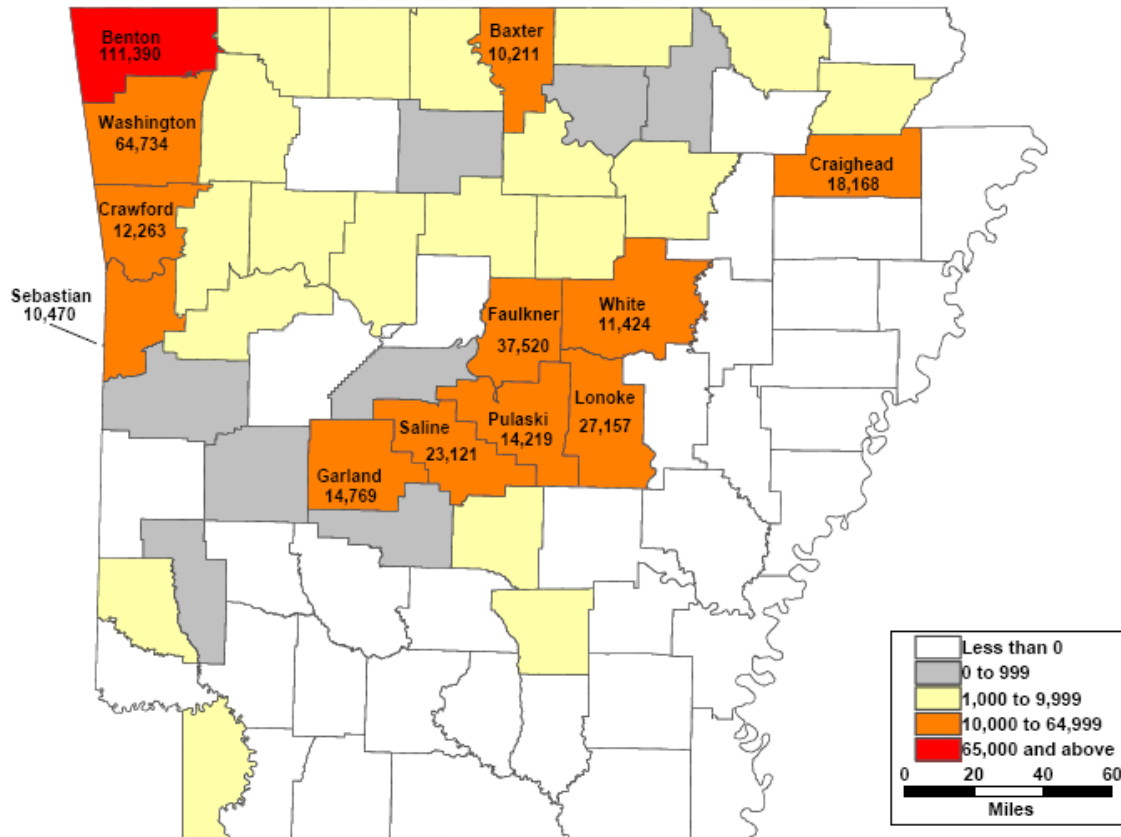 Benton
111,390
Baxter
10,211
Washington
64,734
Craighead
18,168
Crawford
12,263
Sebastian
10,470
Faulkner
37,520
White
11,424
Lonoke
27,157
Pulaski
14,219
Saline
23,121
Garland
14,769
Less than 0
0 to 999
1,000 to 9,999
10,000 to 64,999
65,000 and above
0 20 40 60
Miles